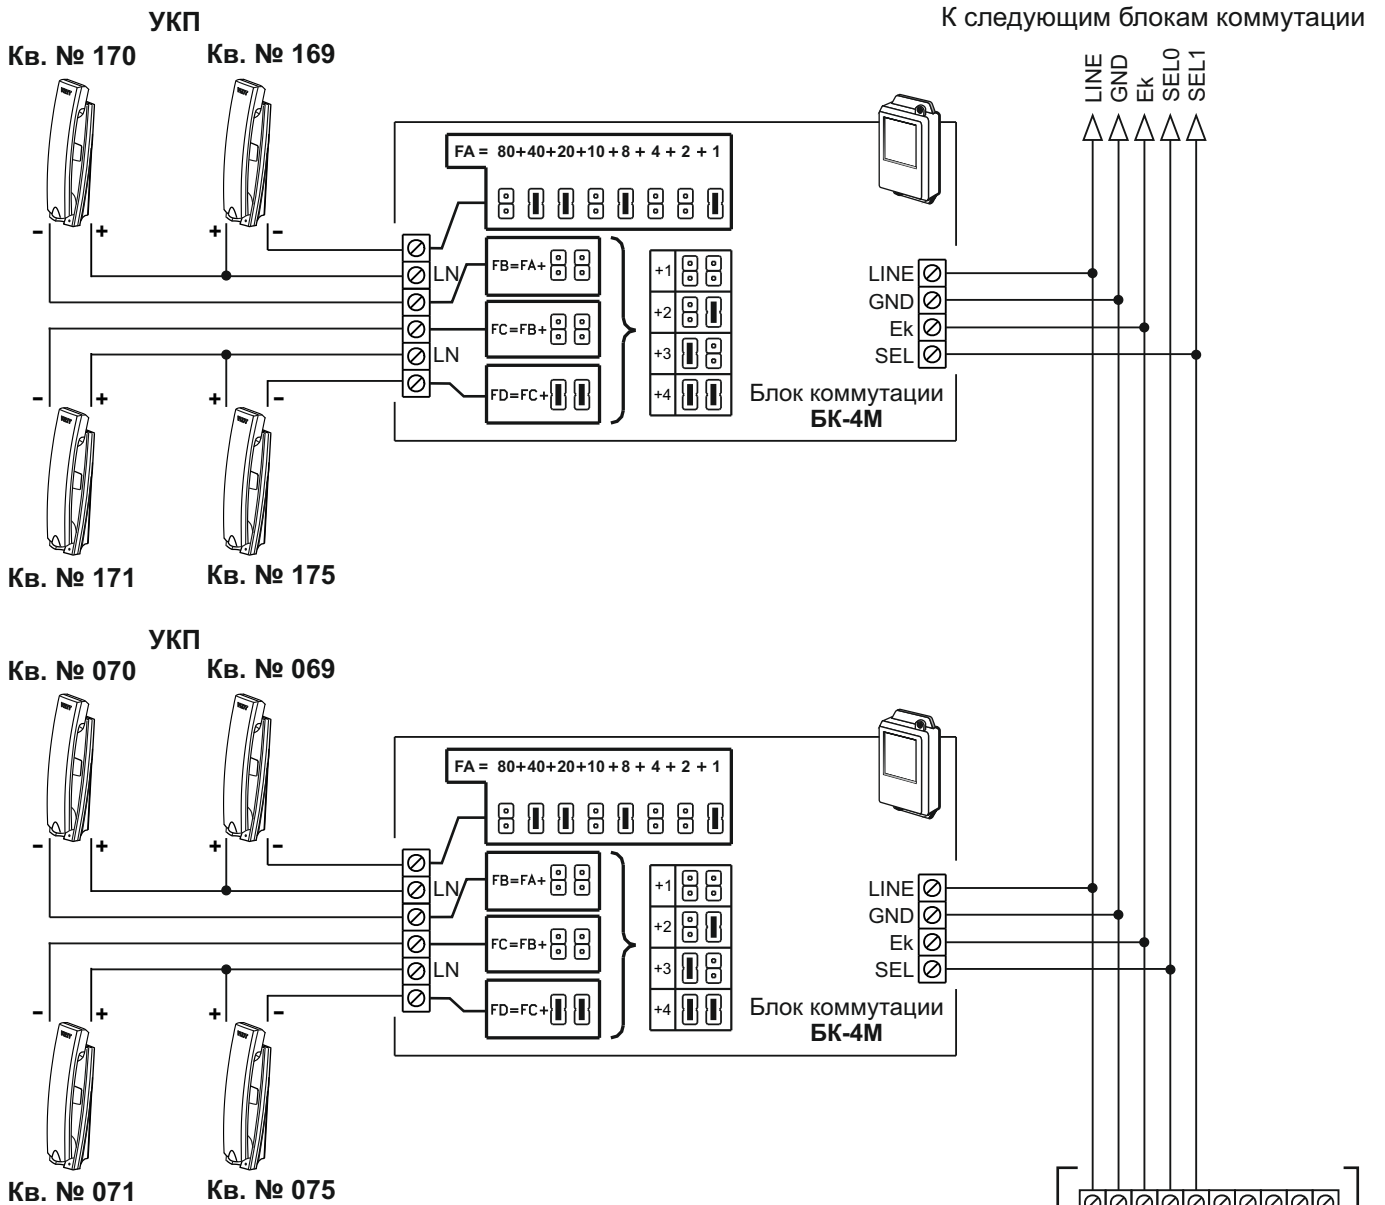 К следующим блокам коммутации
УКП
Кв. № 170
Кв. № 169
LINE
GND
Ek
SEL0
SEL1
FA = 80+40+20+10+8 + 4 + 2 + 1
- +
+ -
LN
FB=FA+
FC=FB+
LN
FD=FC+
+1
+2
+3
+4
LINE
GND
Ek
SEL
Блок коммутации
БК-4М
- +
+ -
Кв. № 171
Кв. № 175
УКП
Кв. № 070
Кв. № 069
FA = 80+40+20+10+8 + 4 + 2 + 1
- +
+ -
LN
FB=FA+
FC=FB+
LN
FD=FC+
+1
+2
+3
+4
LINE
GND
Ek
SEL
Блок коммутации
БК-4М
- +
+ -
Кв. № 071
Кв. № 075